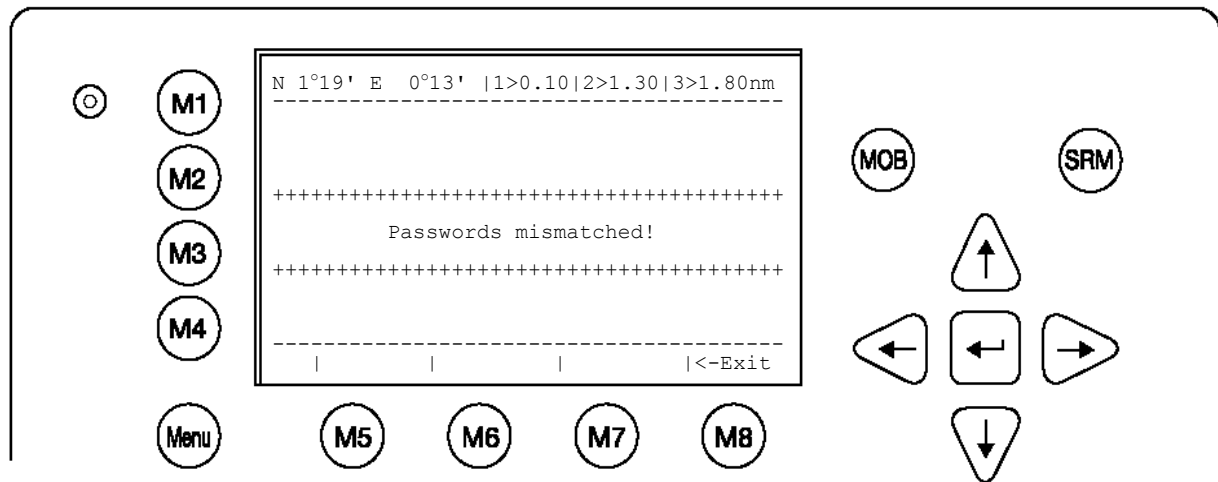 N 1°19' E  0°13'  |1>0.10|2>1.30|3>1.80nm
----------------------------------------
++++++++++++++++++++++++++++++++++++++++
Passwords mismatched!
++++++++++++++++++++++++++++++++++++++++
----------------------------------------
|        |         |         |<-Exit
M1
M2
M3
M4
Menu
M5
M6
M7
M8
MOB
SRM